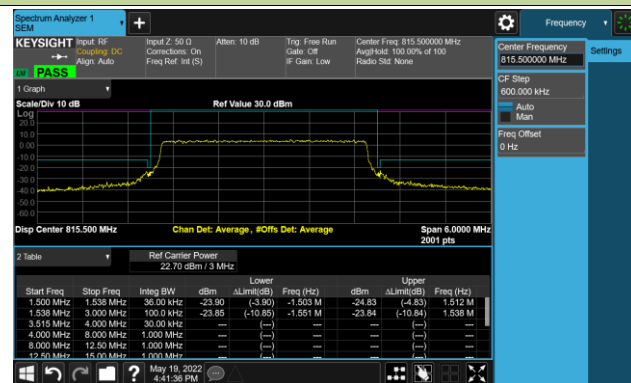 Spectrum Analyzer 1
SEM
Frequency
KEYSIGHT Input: RF
Coupling: DC
Align: Auto
Input Z: 50 Ω
Corrections: On
Freq Ref: Int (S)
Atten: 10 dB
Trig: Free Run
Gate: Off
IF Gain: Low
Center Freq: 815.500000 MHz
Avg|Hold: 100.00% of 100
Radio Std: None
LXI PASS
Center Frequency
815.500000 MHz
Settings
CF Step
600.000 kHz
Auto
Man
Freq Offset
0 Hz
1 Graph
Scale/Div 10 dB Ref Value 30.0 dBm
Log
20.0
10.0
0.00
-10.0
-20.0
-30.0
-40.0
-50.0
-60.0
Disp Center 815.500 MHz Chan Det: Average, #Offs Det: Average Span 6.0000 MHz
2001 pts
2 Table Ref Carrier Power
22.70 dBm / 3 MHz
Lower Upper
Start Freq Stop Freq Integ BW dBm ΔLimit(dB) Freq (Hz) dBm ΔLimit(dB) Freq (Hz)
1.500 MHz 1.538 MHz 36.00 kHz -23.90 (-3.90) -1.503 M -24.83 (-4.83) 1.512 M
1.538 MHz 3.000 MHz 100.0 kHz -23.85 (-10.85) -1.551 M -23.84 (-10.84) 1.538 M
3.515 MHz 4.000 MHz 30.00 kHz --- (---) --- --- (---) ---
4.000 MHz 8.000 MHz 1.000 MHz --- (---) --- --- (---) ---
8.000 MHz 12.50 MHz 1.000 MHz --- (---) --- --- (---) ---
12.50 MHz 15.00 MHz 1.000 MHz --- (---) --- --- (---) ---
May 19, 2022
4:41:36 PM